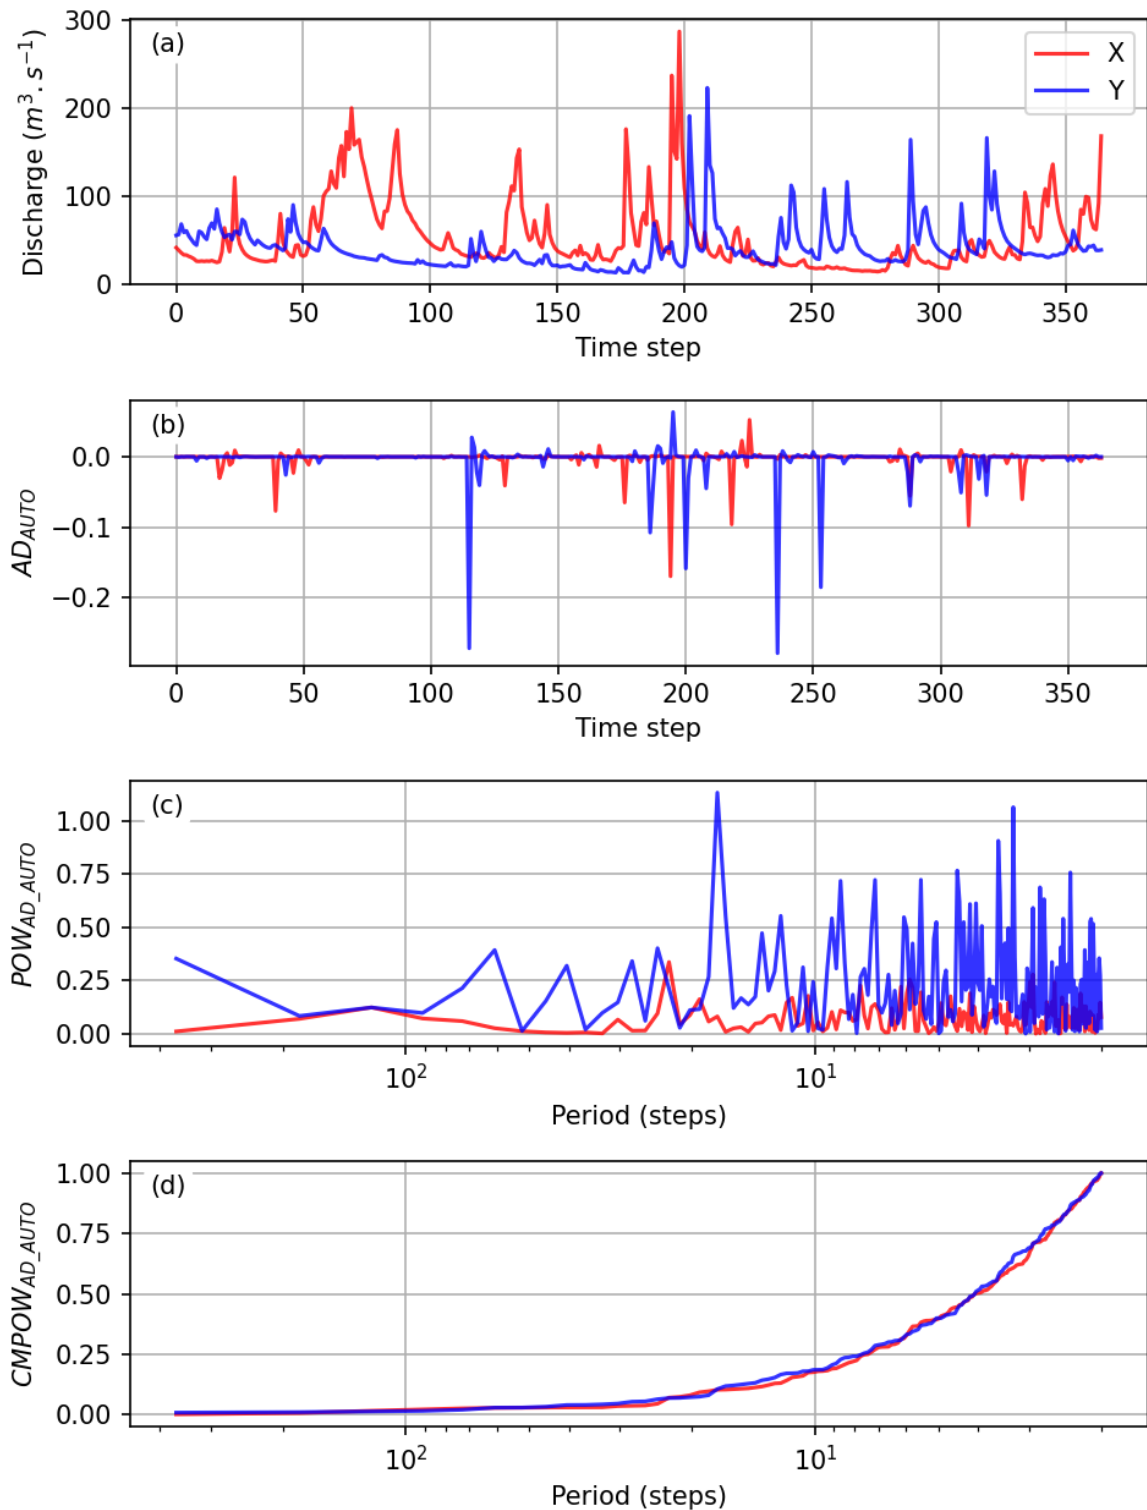 (a)
X
Y
Discharge (m³.s⁻¹)
300
200
100
0
0 50 100 150 200 250 300 350
Time step
(b)
AD_AUTO
0.0
−0.1
−0.2
0 50 100 150 200 250 300 350
Time step
(c)
POW_AD_AUTO
1.00
0.75
0.50
0.25
0.00
10² 10¹
Period (steps)
(d)
CMPOW_AD_AUTO
1.00
0.75
0.50
0.25
0.00
10² 10¹
Period (steps)